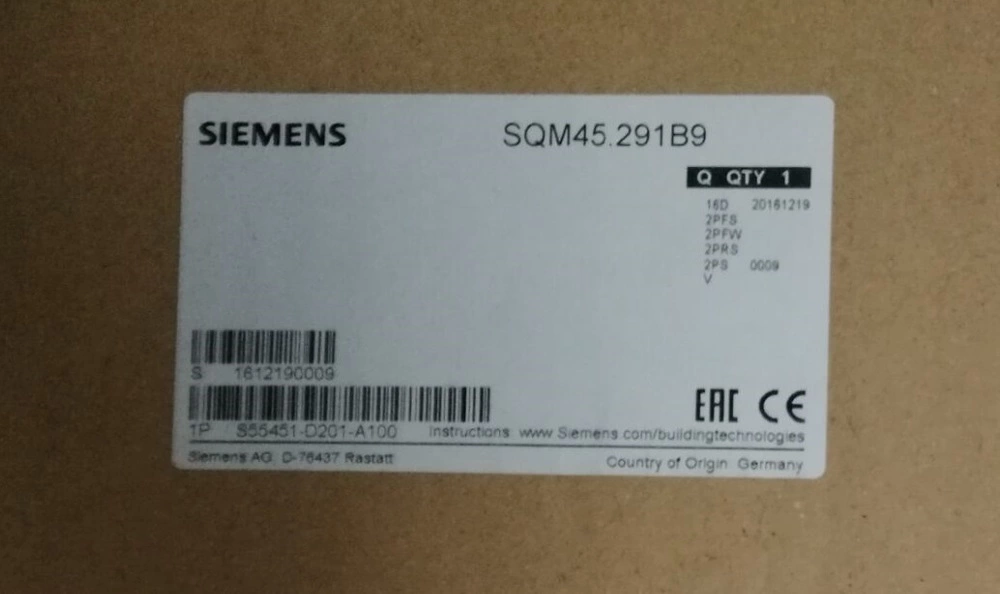 SIEMENS SQM45.291B9
Q QTY 1
16D 20161219
2PFS
2PFW
2PRS
2PS 0009
V
S 1612190009
1P S55451-D201-A100 Instructions www.Siemens.com/buildingtechnologies
Siemens AG, D-76437 Rastatt Country of Origin Germany
EAC CE